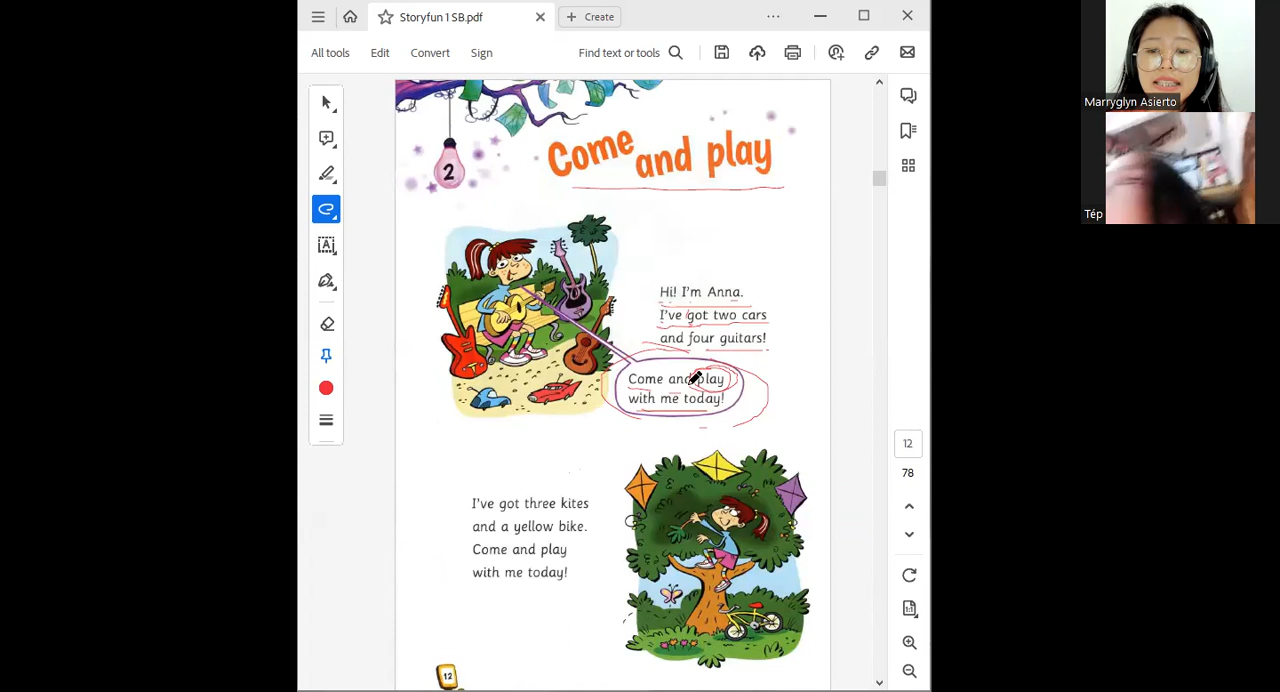 Storyfun 1 SB.pdf
Create
All tools
Edit
Convert
Sign
Find text or tools
Marryglyn Asierto
Tép
2
Come and play
Hi! I'm Anna.
I've got two cars
and four guitars!
Come and play
with me today!
I've got three kites
and a yellow bike.
Come and play
with me today!
12
12
78
1:1